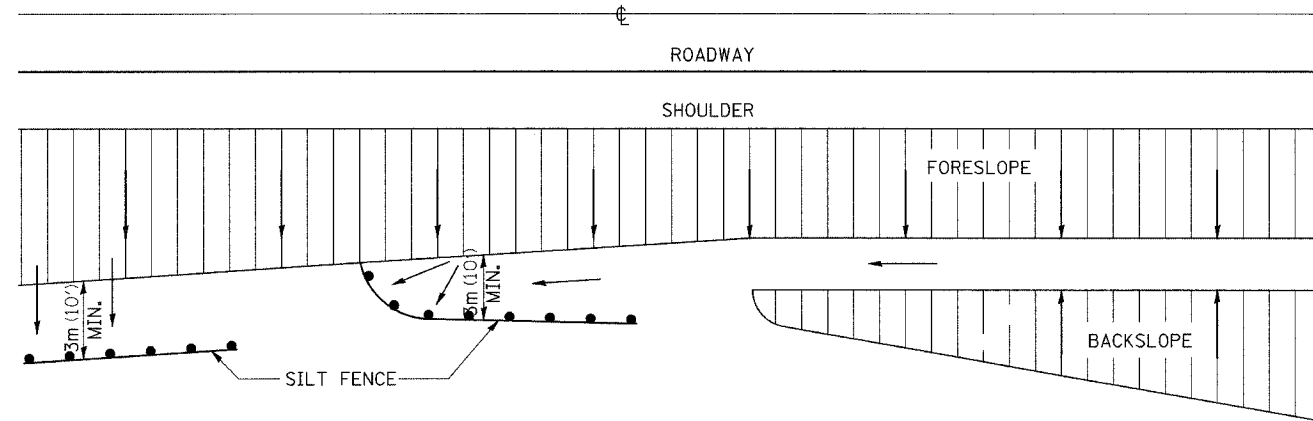 ℄
ROADWAY
SHOULDER
FORESLOPE
3m (10')
MIN.
3m (10')
MIN.
BACKSLOPE
SILT FENCE